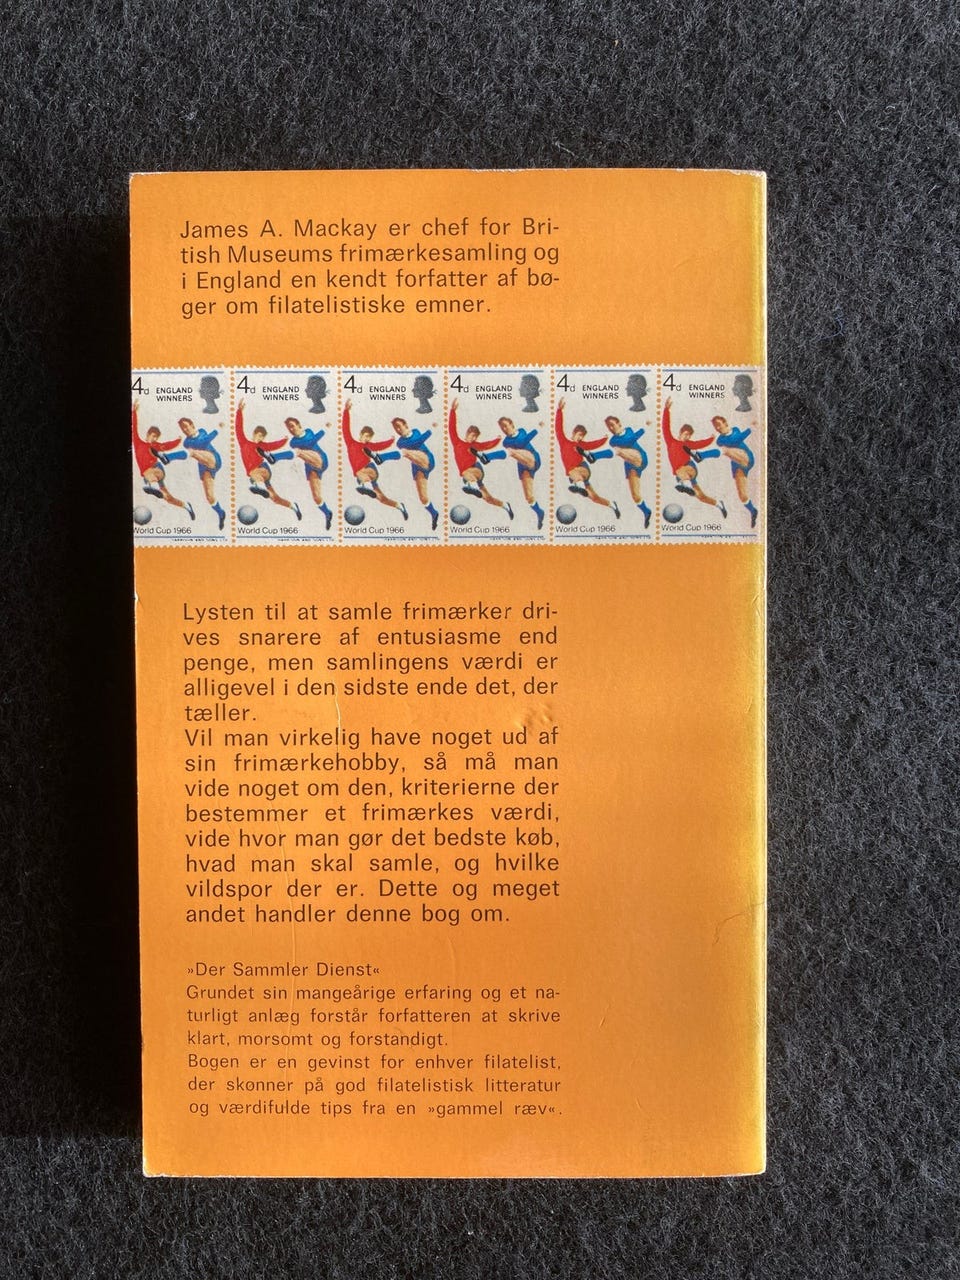 James A. Mackay er chef for Bri-
tish Museums frimærkesamling og
i England en kendt forfatter af bø-
ger om filatelistiske emner.
4d ENGLAND WINNERS
4d ENGLAND WINNERS
4d ENGLAND WINNERS
4d ENGLAND WINNERS
4d ENGLAND WINNERS
4d ENGLAND WINNERS
World Cup 1966
World Cup 1966
World Cup 1966
World Cup 1966
World Cup 1966
World Cup 1966
Lysten til at samle frimærker dri-
ves snarere af entusiasme end
penge, men samlingens værdi er
alligevel i den sidste ende det, der
tæller.
Vil man virkelig have noget ud af
sin frimærkehobby, så må man
vide noget om den, kriterierne der
bestemmer et frimærkes værdi,
vide hvor man gør det bedste køb,
hvad man skal samle, og hvilke
vildspor der er. Dette og meget
andet handler denne bog om.
»Der Sammler Dienst«
Grundet sin mangeårige erfaring og et na-
turligt anlæg forstår forfatteren at skrive
klart, morsomt og forstandigt.
Bogen er en gevinst for enhver filatelist,
der skønner på god filatelistisk litteratur
og værdifulde tips fra en »gammel ræv«.